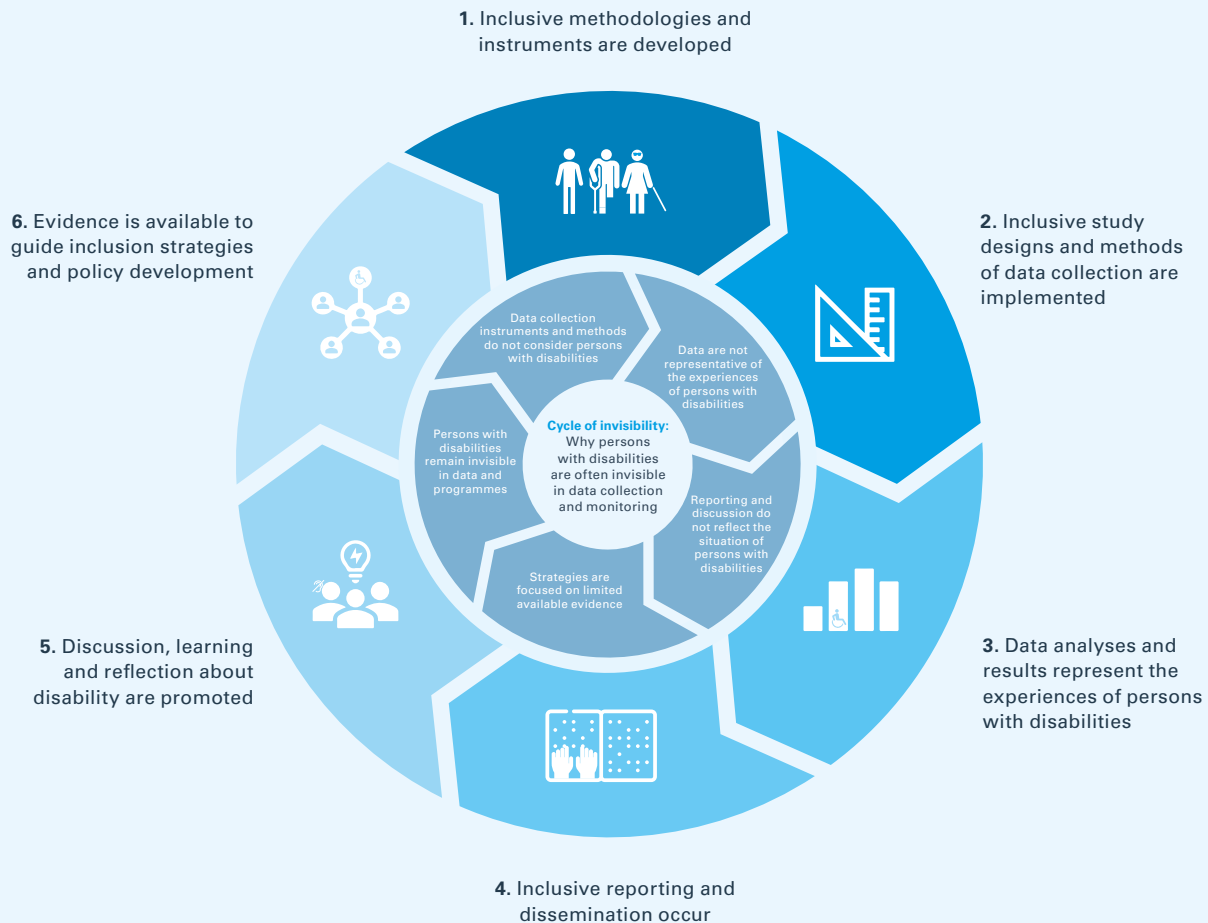 1. Inclusive methodologies and
instruments are developed
2. Inclusive study
designs and methods
of data collection are
implemented
3. Data analyses and
results represent the
experiences of persons
with disabilities
4. Inclusive reporting and
dissemination occur
5. Discussion, learning
and reflection about
disability are promoted
6. Evidence is available to
guide inclusion strategies
and policy development
Cycle of invisibility:
Why persons
with disabilities
are often invisible
in data collection
and monitoring
Data collection
instruments and methods
do not consider persons
with disabilities
Data are not
representative of
the experiences
of persons with
disabilities
Reporting and
discussion do
not reflect the
situation of
persons with
disabilities
Strategies are
focused on limited
available evidence
Persons with
disabilities
remain invisible
in data and
programmes